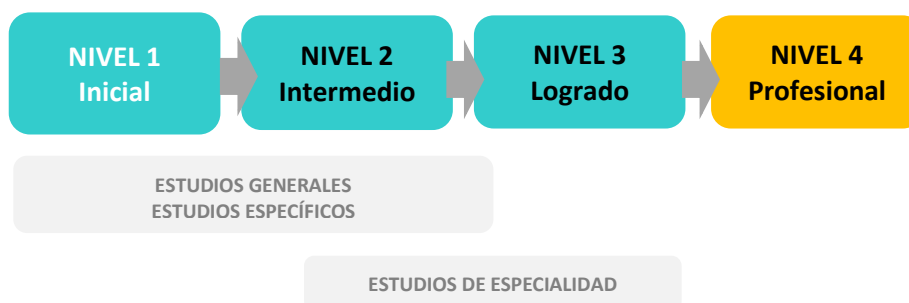 NIVEL 1
Inicial
NIVEL 2
Intermedio
NIVEL 3
Logrado
NIVEL 4
Profesional
ESTUDIOS GENERALES
ESTUDIOS ESPECÍFICOS
ESTUDIOS DE ESPECIALIDAD